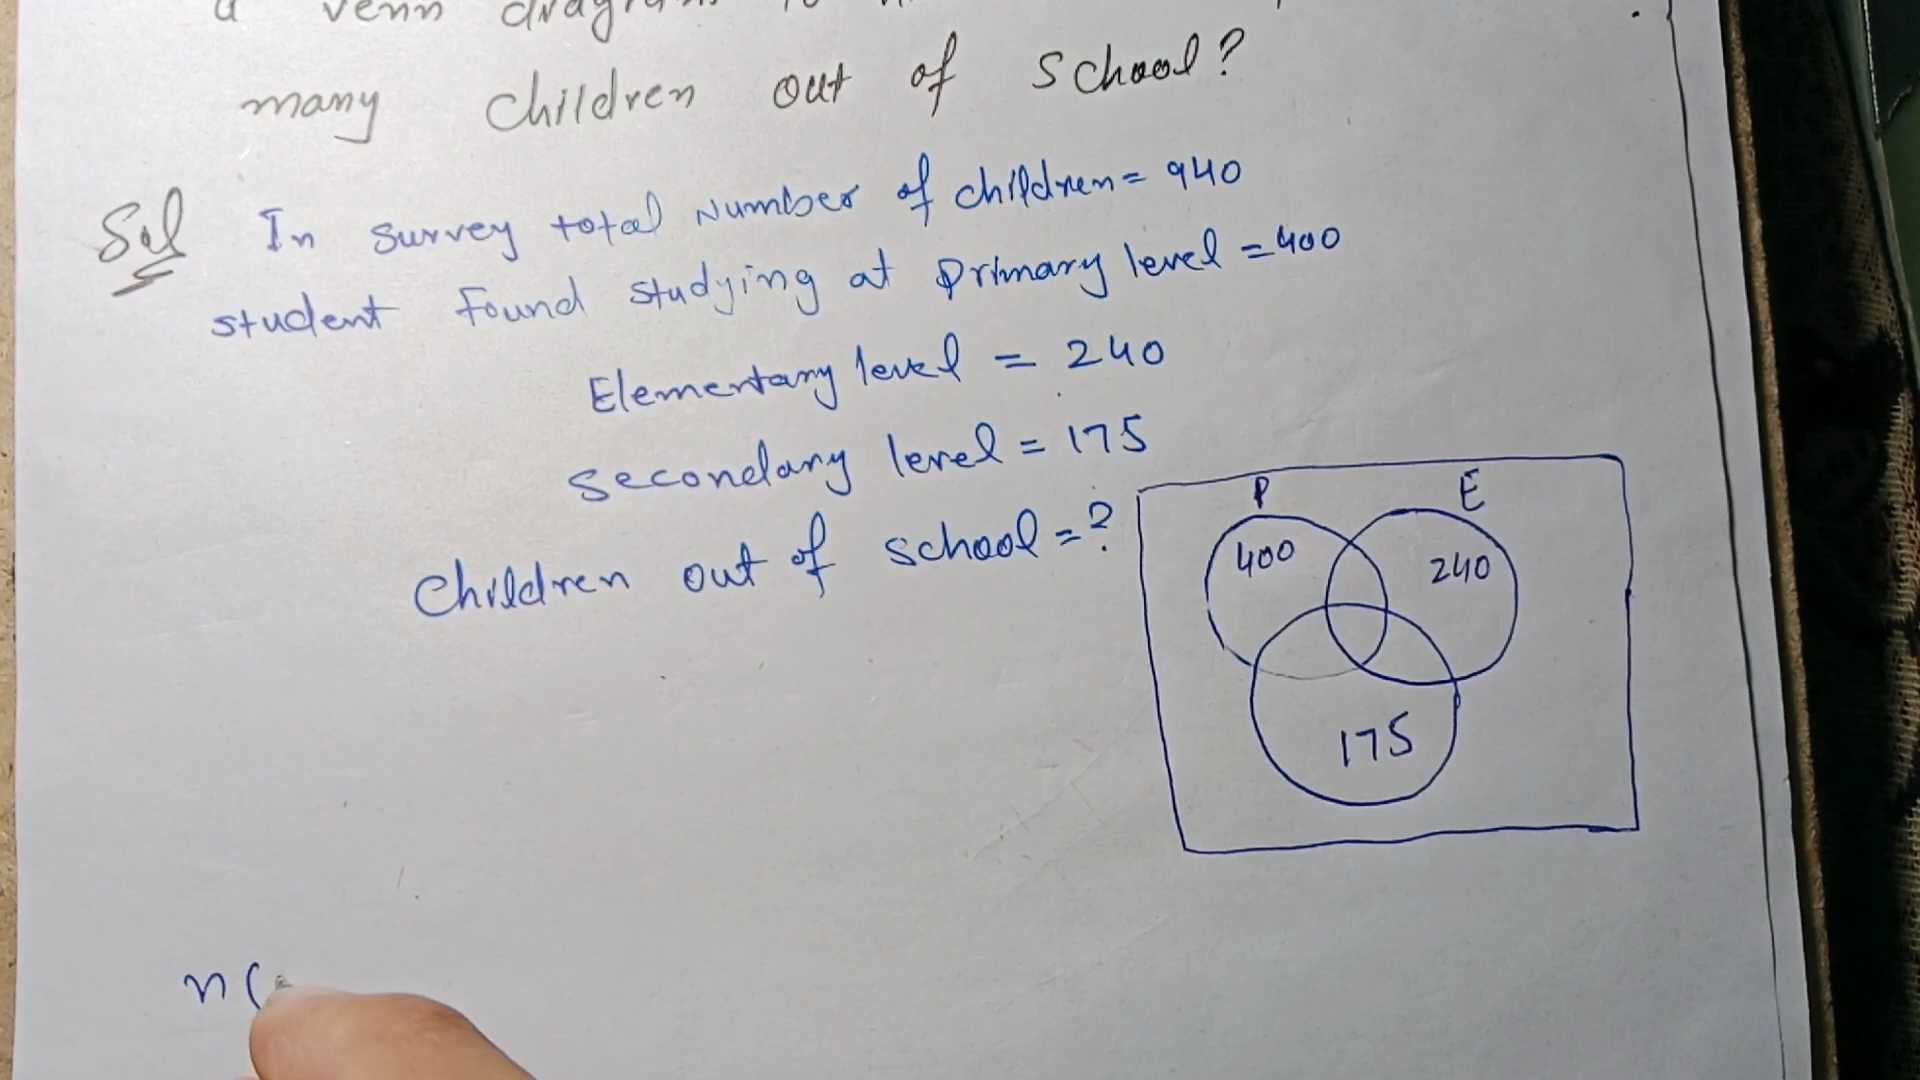 a venn
many children out of school?
Sol In survey total Number of children = 940
student Found studying at primary level = 400
Elementary level = 240
secondary level = 175
Children out of school = ?
P E
400 240
175
n(